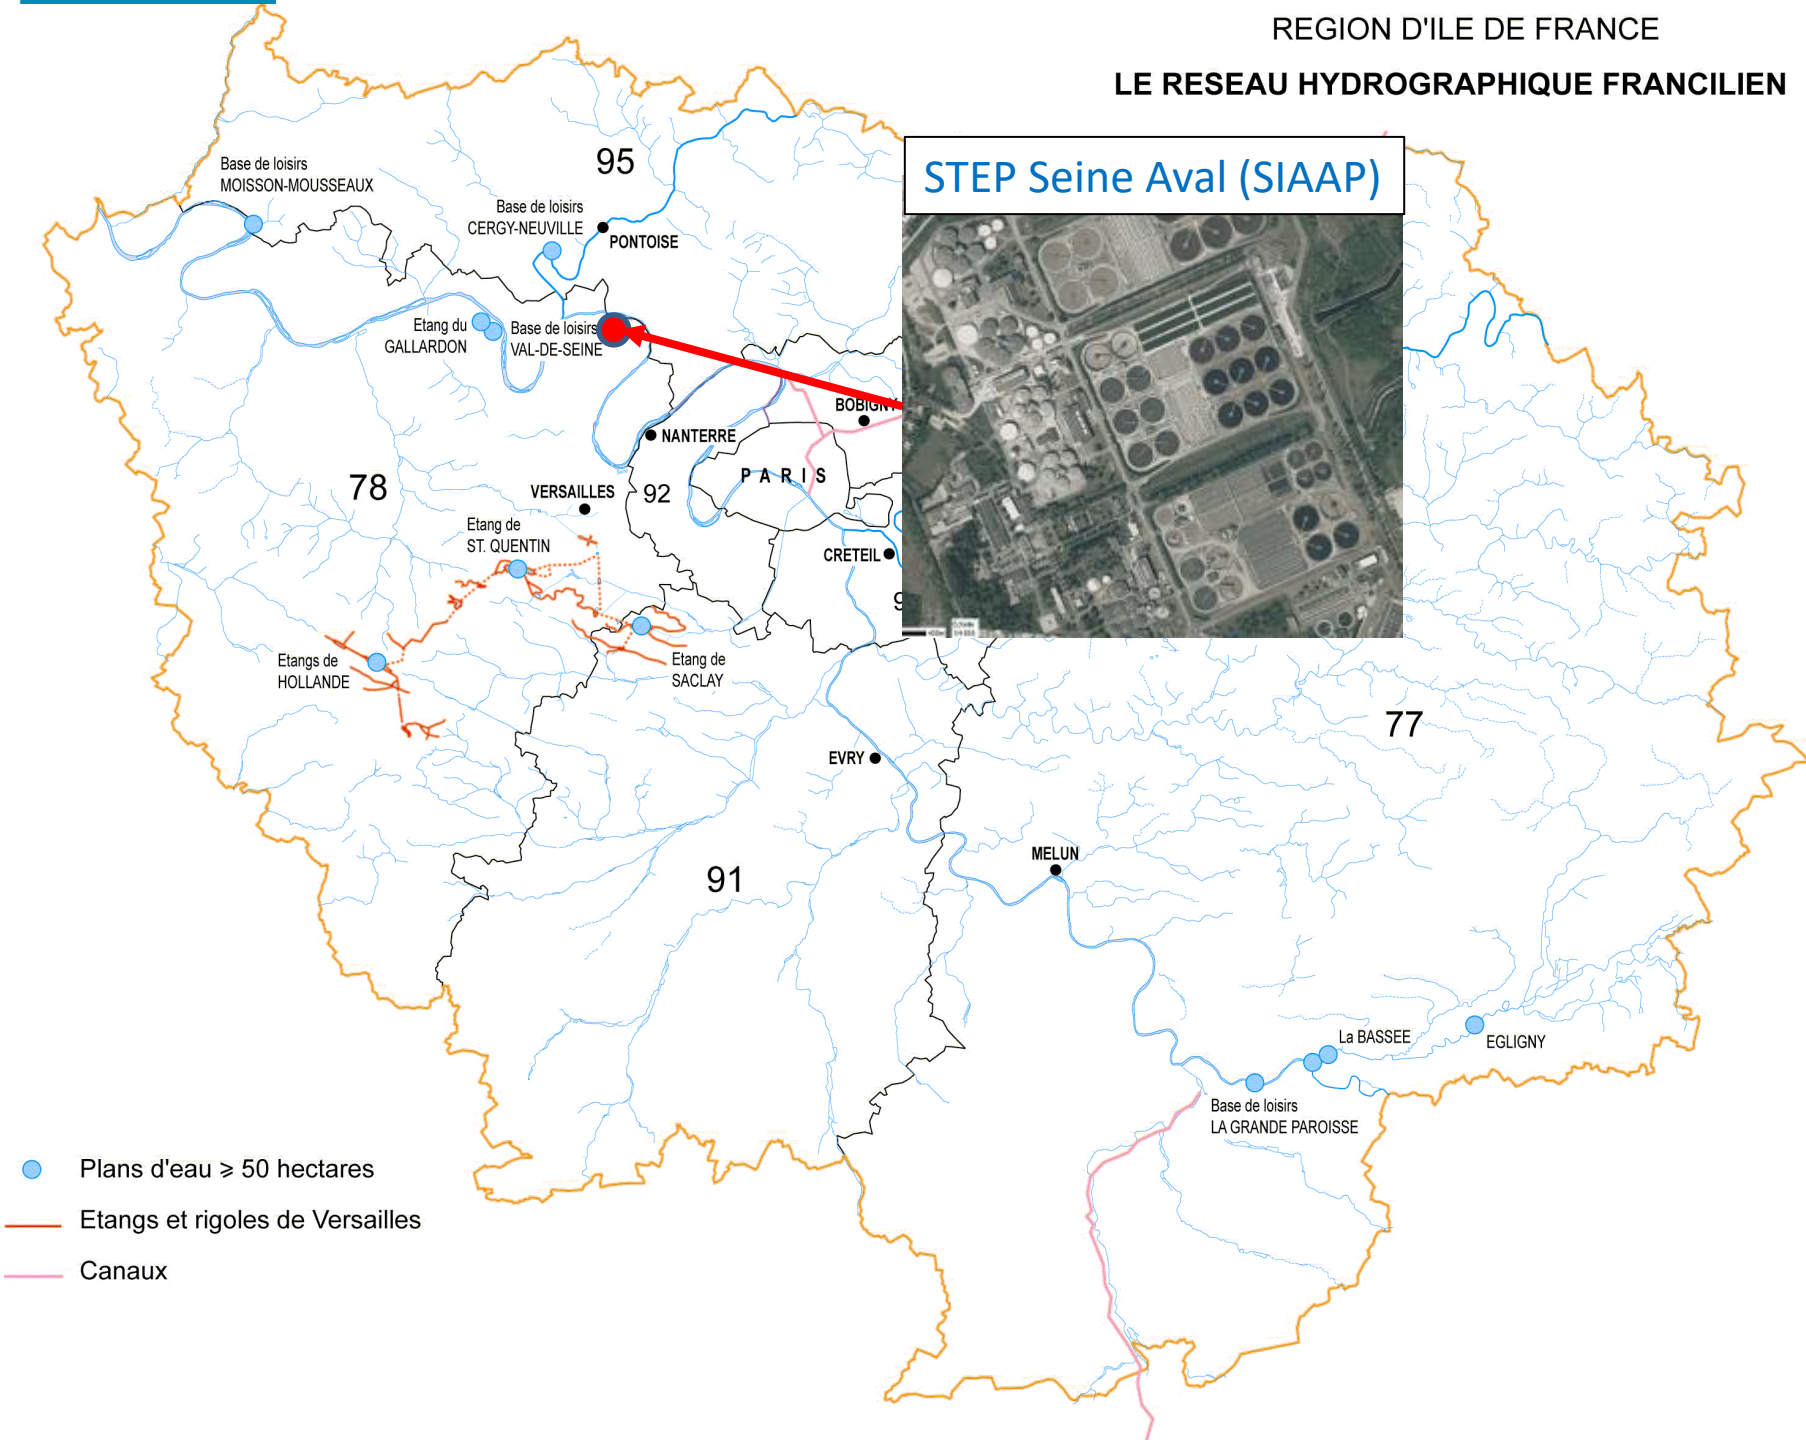 REGION D'ILE DE FRANCE
LE RESEAU HYDROGRAPHIQUE FRANCILIEN
STEP Seine Aval (SIAAP)
95
Base de loisirs
MOISSON-MOUSSEAUX
Base de loisirs
CERGY-NEUVILLE
PONTOISE
Etang du
GALLARDON
Base de loisirs
VAL-DE-SEINE
BOBIGNY
NANTERRE
PARIS
78
92
VERSAILLES
Etang de
ST. QUENTIN
CRETEIL
9
Etangs de
HOLLANDE
Etang de
SACLAY
77
EVRY
MELUN
91
La BASSEE
EGLIGNY
Base de loisirs
LA GRANDE PAROISSE
Plans d'eau ≥ 50 hectares
Etangs et rigoles de Versailles
Canaux